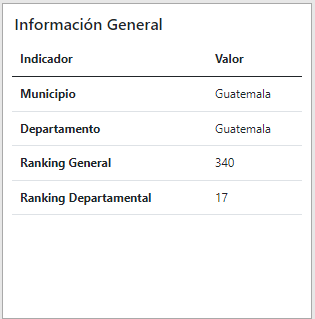 Información General
Indicador Valor
Municipio Guatemala
Departamento Guatemala
Ranking General 340
Ranking Departamental 17